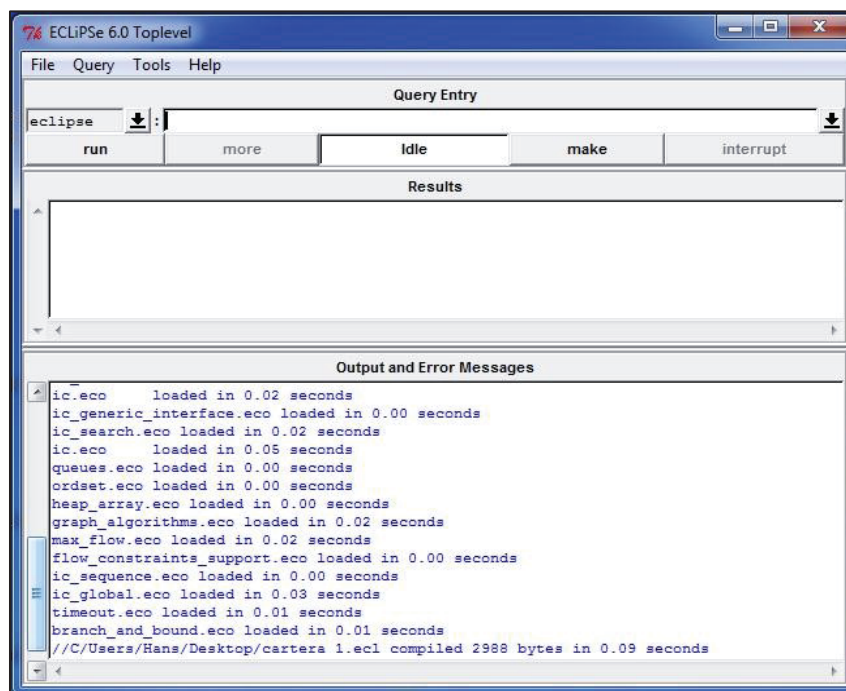 ECLiPSe 6.0 Toplevel
File Query Tools Help
Query Entry
eclipse :
run more Idle make interrupt
Results
Output and Error Messages
ic.eco loaded in 0.02 seconds
ic_generic_interface.eco loaded in 0.00 seconds
ic_search.eco loaded in 0.02 seconds
ic.eco loaded in 0.05 seconds
queues.eco loaded in 0.00 seconds
ordset.eco loaded in 0.00 seconds
heap_array.eco loaded in 0.00 seconds
graph_algorithms.eco loaded in 0.02 seconds
max_flow.eco loaded in 0.02 seconds
flow_constraints_support.eco loaded in 0.00 seconds
ic_sequence.eco loaded in 0.00 seconds
ic_global.eco loaded in 0.03 seconds
timeout.eco loaded in 0.01 seconds
branch_and_bound.eco loaded in 0.01 seconds
//C/Users/Hans/Desktop/cartera 1.ecl compiled 2988 bytes in 0.09 seconds